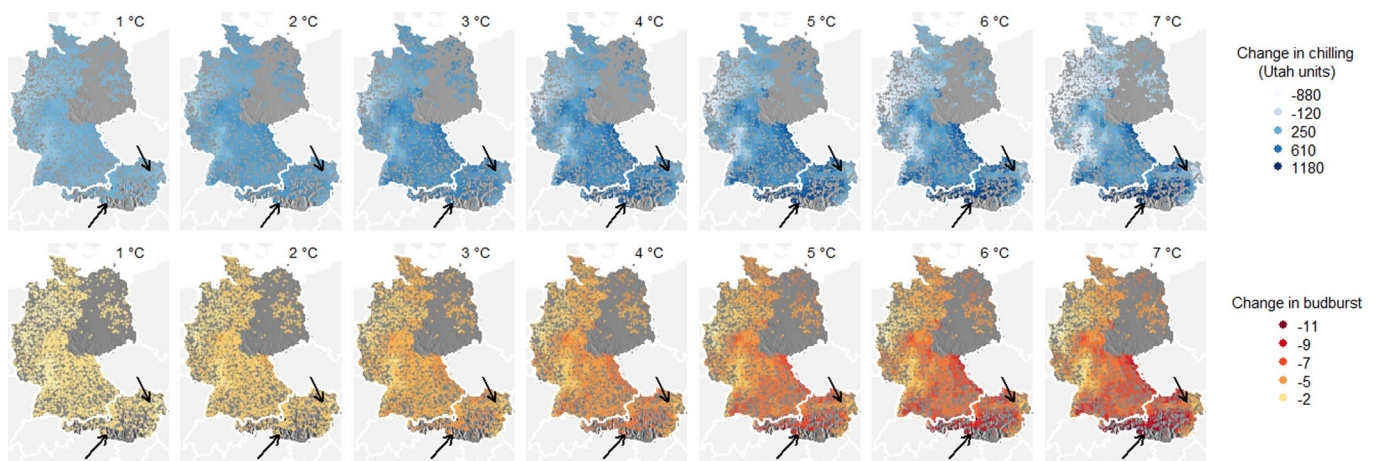 1 °C 2 °C 3 °C 4 °C 5 °C 6 °C 7 °C
Change in chilling
(Utah units)
-880
-120
250
610
1180
1 °C 2 °C 3 °C 4 °C 5 °C 6 °C 7 °C
Change in budburst
-11
-9
-7
-5
-2